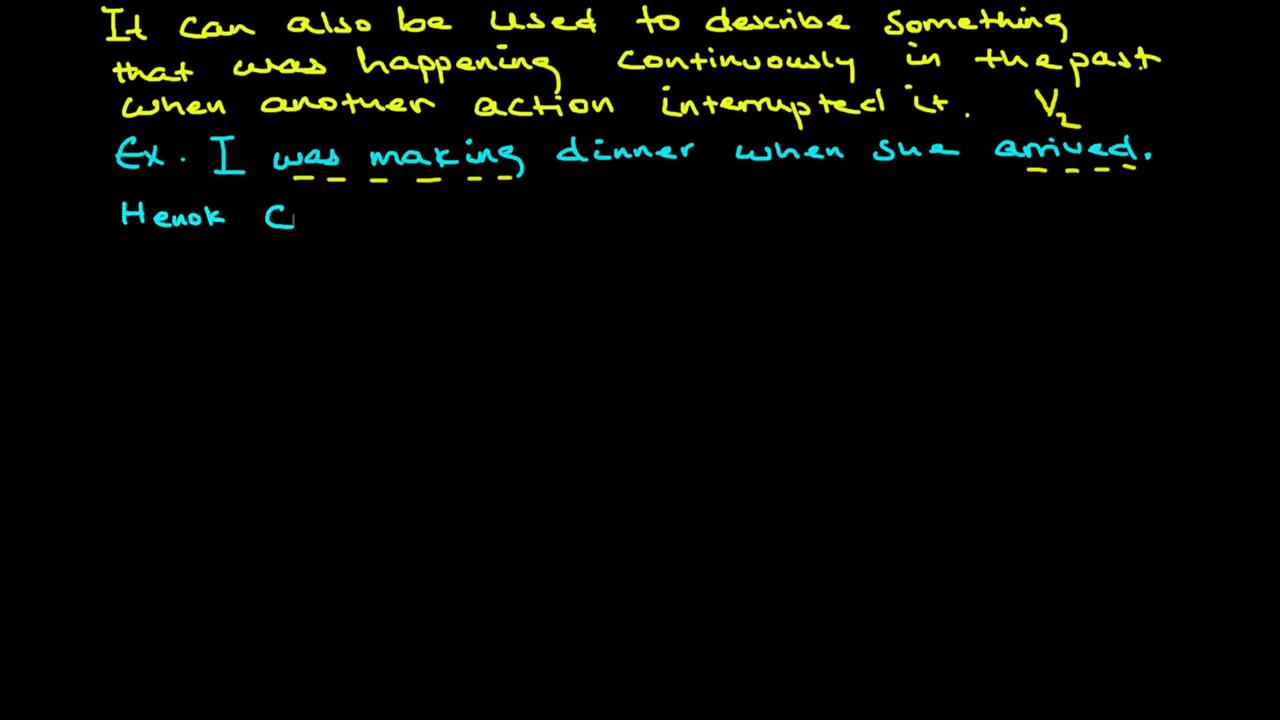 It can also be used to describe something
that was happening continuously in the past
when another action interrupted it. V2
Ex. I was making dinner when she arrived.
Henok C